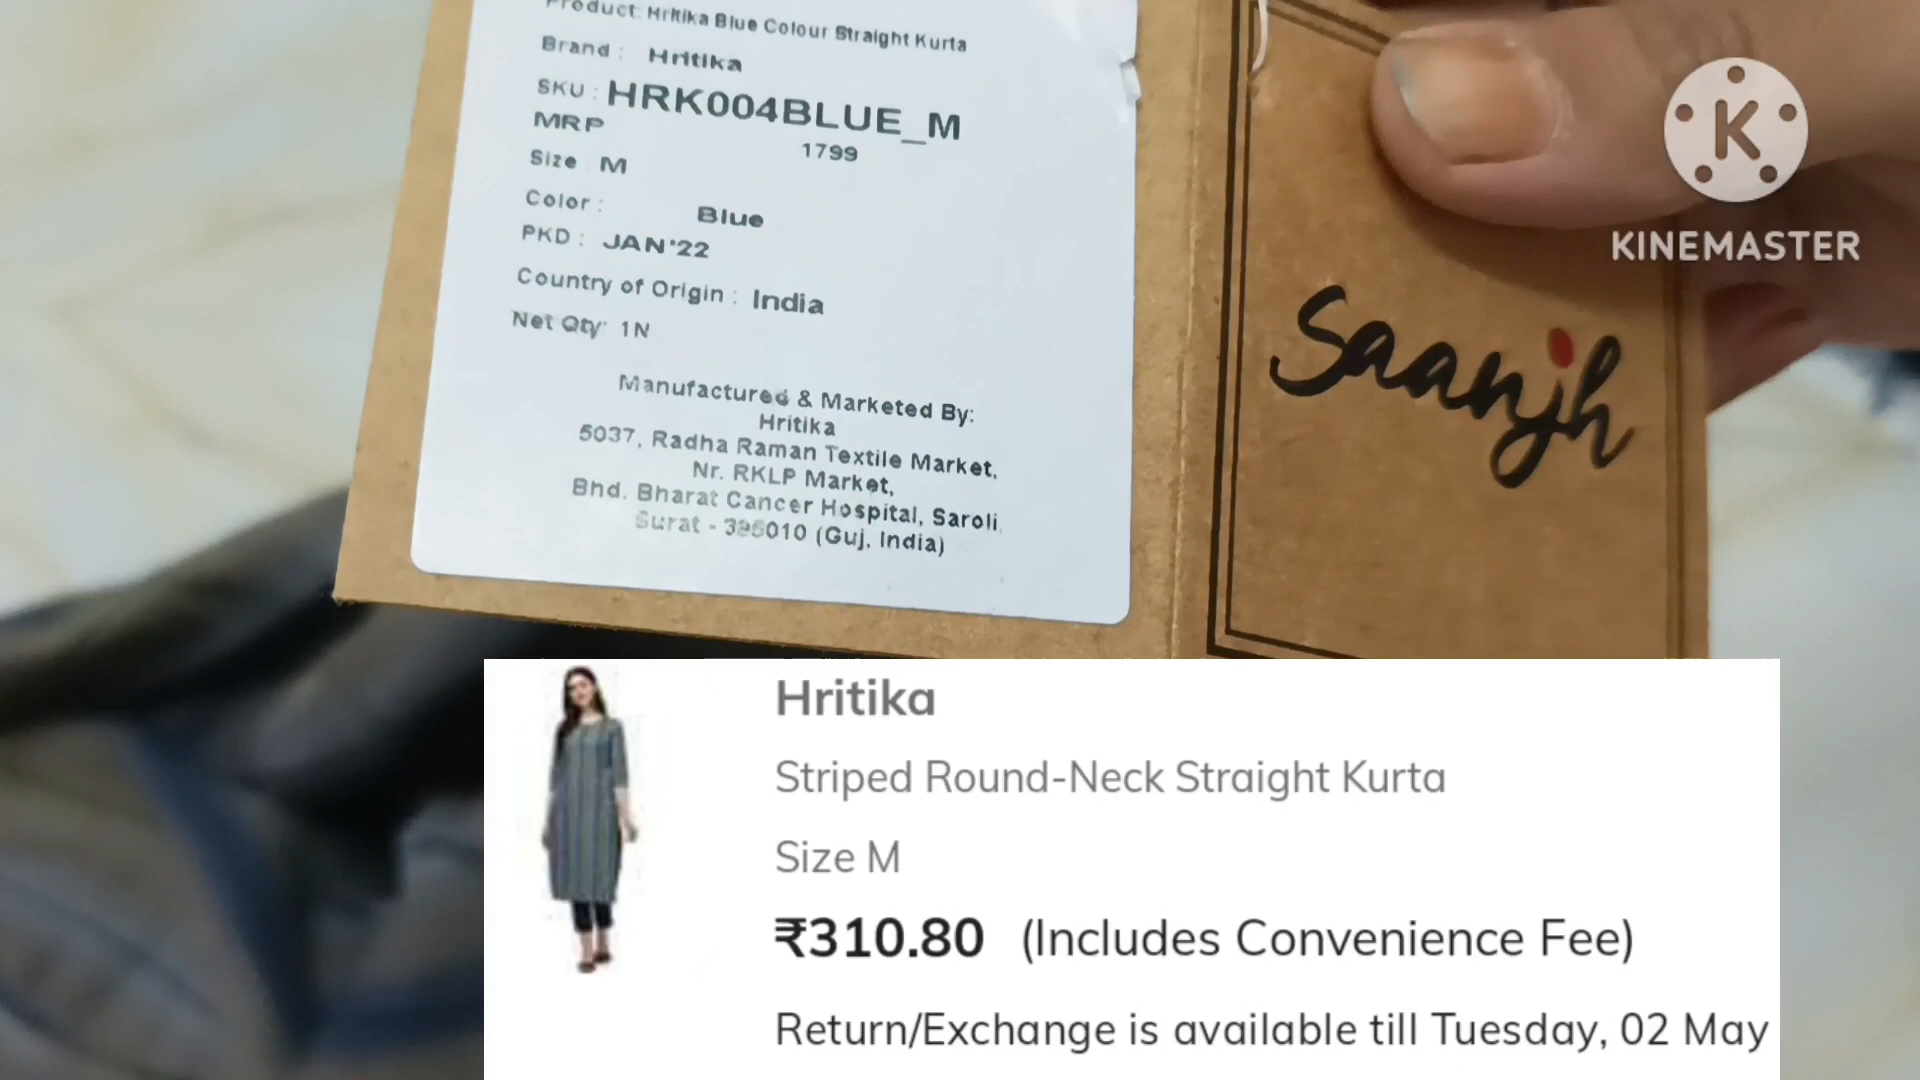 Product: Hritika Blue Colour Straight Kurta
Brand : Hritika
SKU : HRK004BLUE_M
MRP 1799
Size M
Color : Blue
PKD : JAN'22
Country of Origin : India
Net Qty: 1N
Manufactured & Marketed By:
Hritika
5037, Radha Raman Textile Market,
Nr. RKLP Market,
Bhd. Bharat Cancer Hospital, Saroli,
Surat - 395010 (Guj, India)
Saanjh
K
KINEMASTER
Hritika
Striped Round-Neck Straight Kurta
Size M
₹310.80 (Includes Convenience Fee)
Return/Exchange is available till Tuesday, 02 May